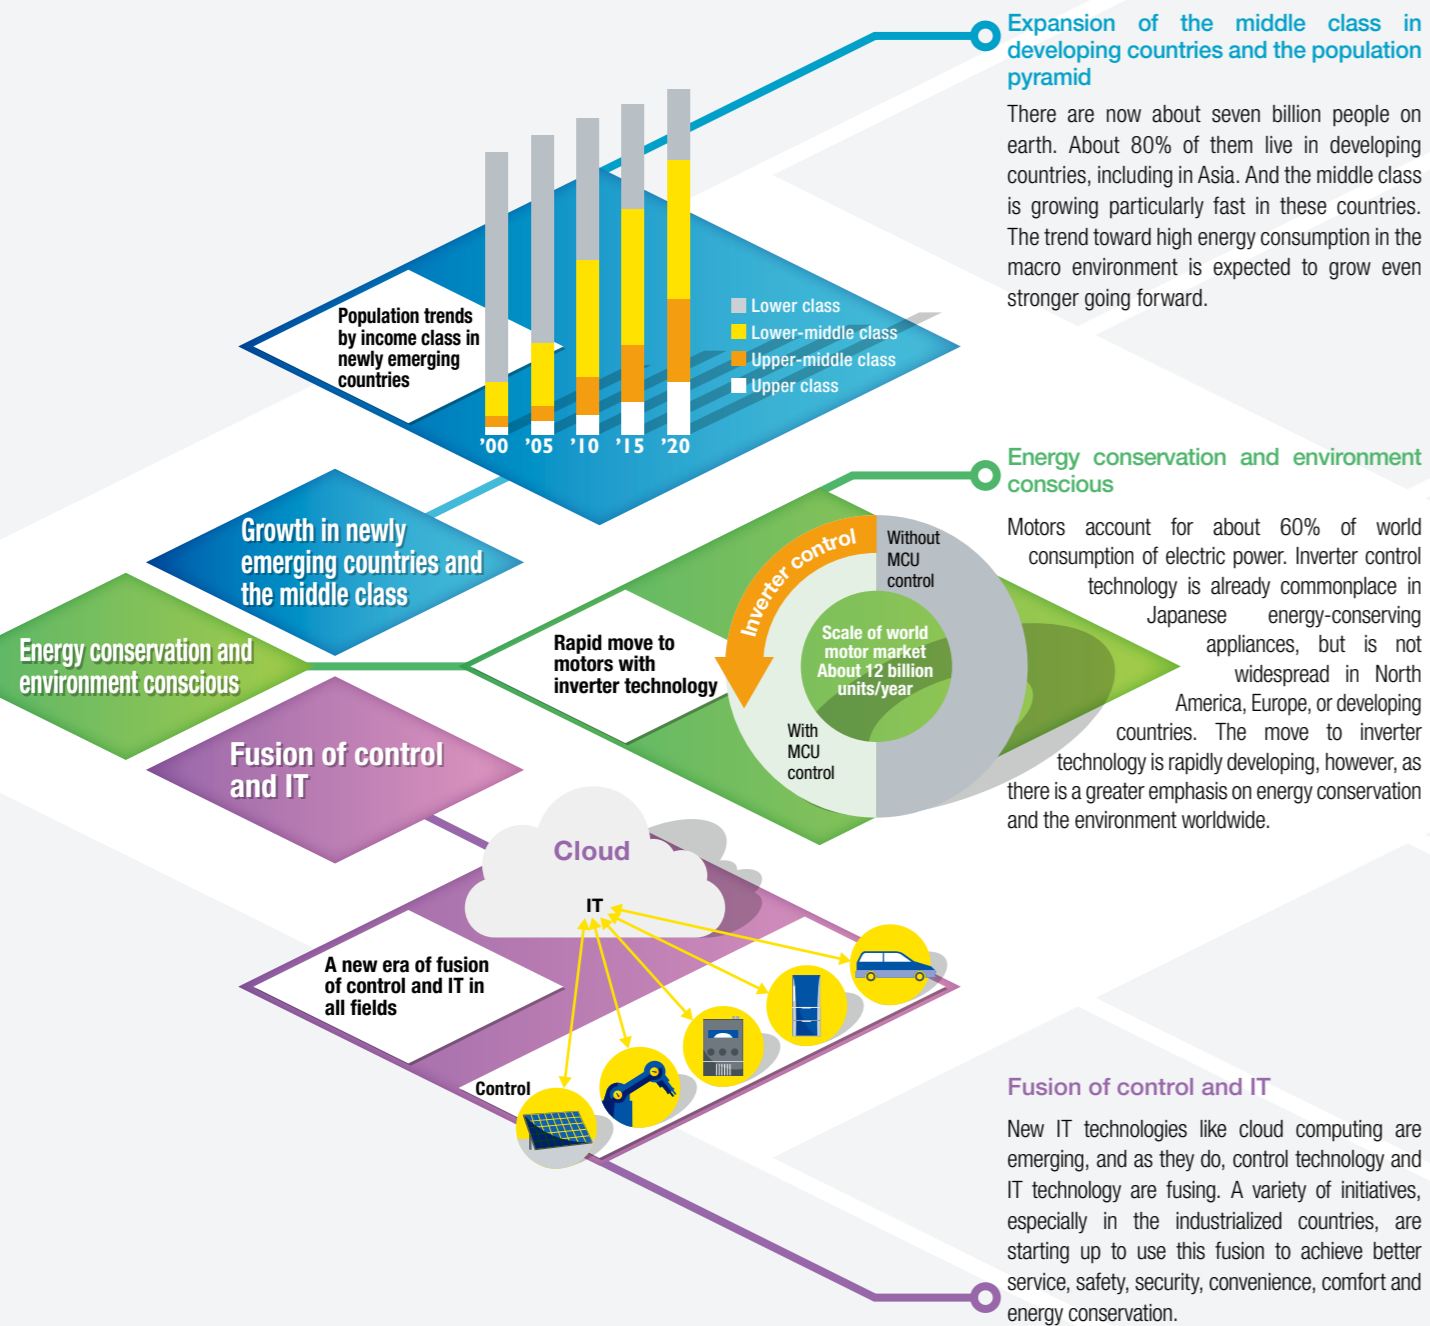 Expansion of the middle class in
developing countries and the population
pyramid
There are now about seven billion people on
earth. About 80% of them live in developing
countries, including in Asia. And the middle class
is growing particularly fast in these countries.
The trend toward high energy consumption in the
macro environment is expected to grow even
stronger going forward.
Population trends
by income class in
newly emerging
countries
Lower class
Lower-middle class
Upper-middle class
Upper class
'00 '05 '10 '15 '20
Growth in newly
emerging countries and
the middle class
Energy conservation and
environment conscious
Fusion of control
and IT
Energy conservation and environment
conscious
Motors account for about 60% of world
consumption of electric power. Inverter control
technology is already commonplace in
Japanese energy-conserving
appliances, but is not
widespread in North
America, Europe, or developing
countries. The move to inverter
technology is rapidly developing, however, as
there is a greater emphasis on energy conservation
and the environment worldwide.
Rapid move to
motors with
inverter technology
Inverter control
Without
MCU
control
Scale of world
motor market
About 12 billion
units/year
With
MCU
control
Cloud
IT
A new era of fusion
of control and IT in
all fields
Control
Fusion of control and IT
New IT technologies like cloud computing are
emerging, and as they do, control technology and
IT technology are fusing. A variety of initiatives,
especially in the industrialized countries, are
starting up to use this fusion to achieve better
service, safety, security, convenience, comfort and
energy conservation.